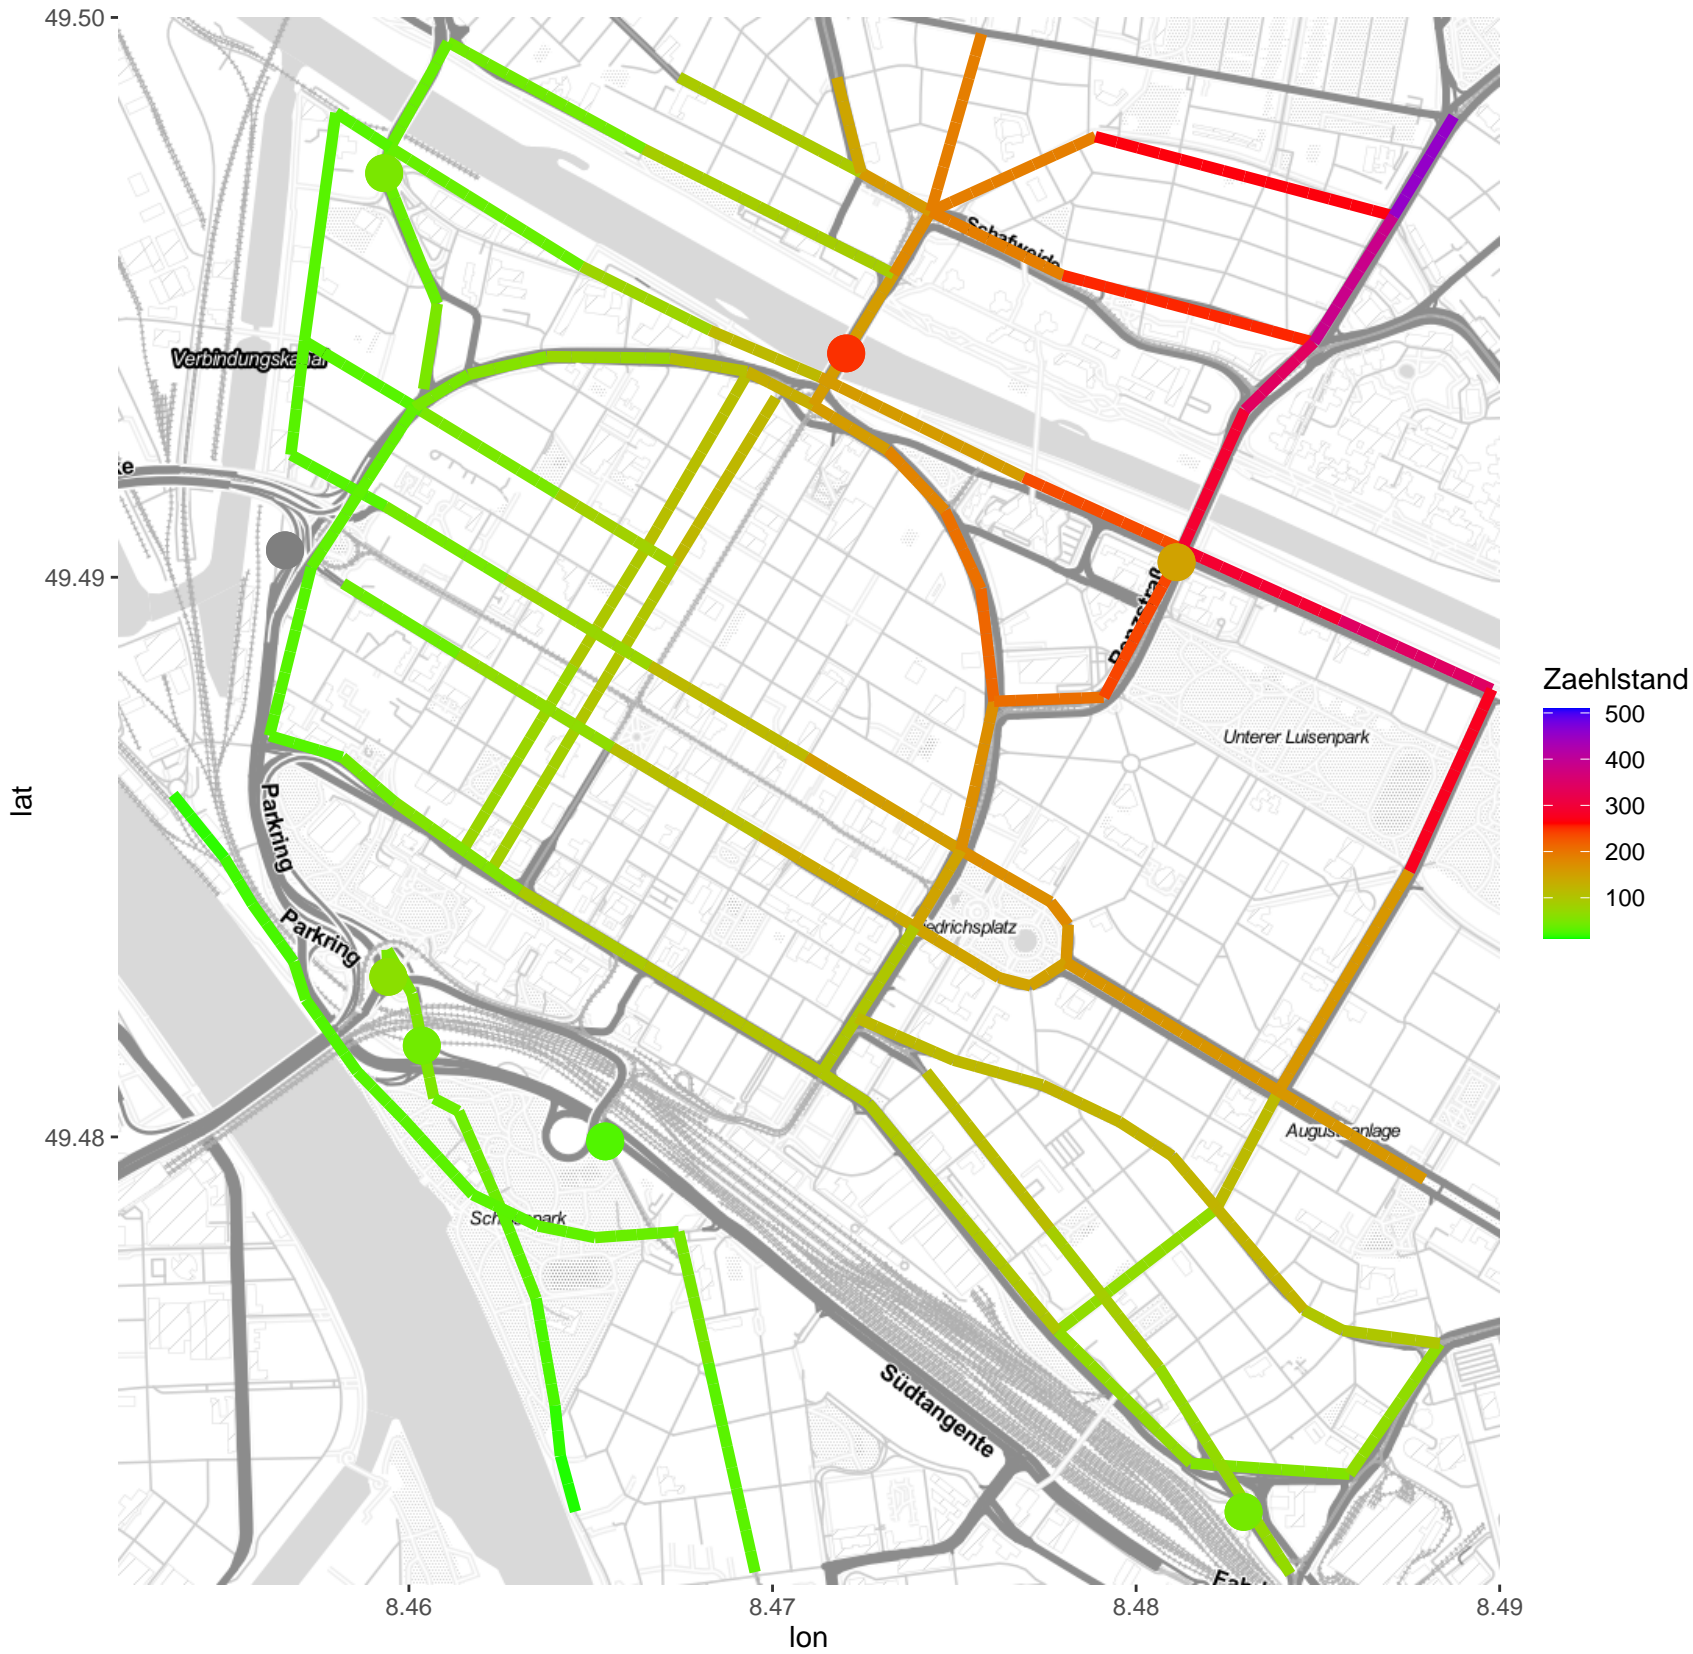 49.50
49.49
49.48
lat
8.46
8.47
8.48
8.49
lon
Zaehlstand
500
400
300
200
100
Schafweide
Verbindungskanal
Unterer Luisenpark
Parkring
Parkring
Südtangente